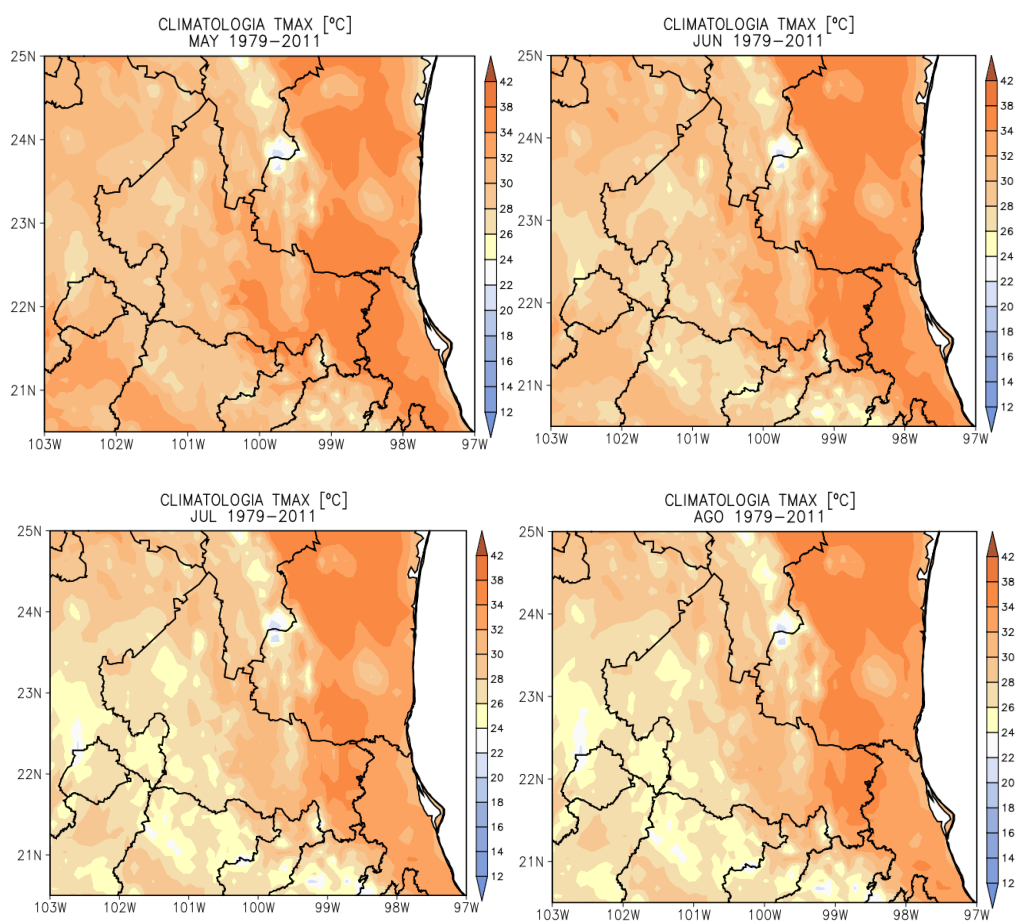 CLIMATOLOGIA TMAX [ºC]
MAY 1979–2011
25N
24N
23N
22N
21N
103W 102W 101W 100W 99W 98W 97W
42
38
34
32
30
28
26
24
22
20
18
16
14
12
CLIMATOLOGIA TMAX [ºC]
JUN 1979–2011
25N
24N
23N
22N
21N
103W 102W 101W 100W 99W 98W 97W
42
38
34
32
30
28
26
24
22
20
18
16
14
12
CLIMATOLOGIA TMAX [ºC]
JUL 1979–2011
25N
24N
23N
22N
21N
103W 102W 101W 100W 99W 98W 97W
42
38
34
32
30
28
26
24
22
20
18
16
14
12
CLIMATOLOGIA TMAX [ºC]
AGO 1979–2011
25N
24N
23N
22N
21N
103W 102W 101W 100W 99W 98W 97W
42
38
34
32
30
28
26
24
22
20
18
16
14
12